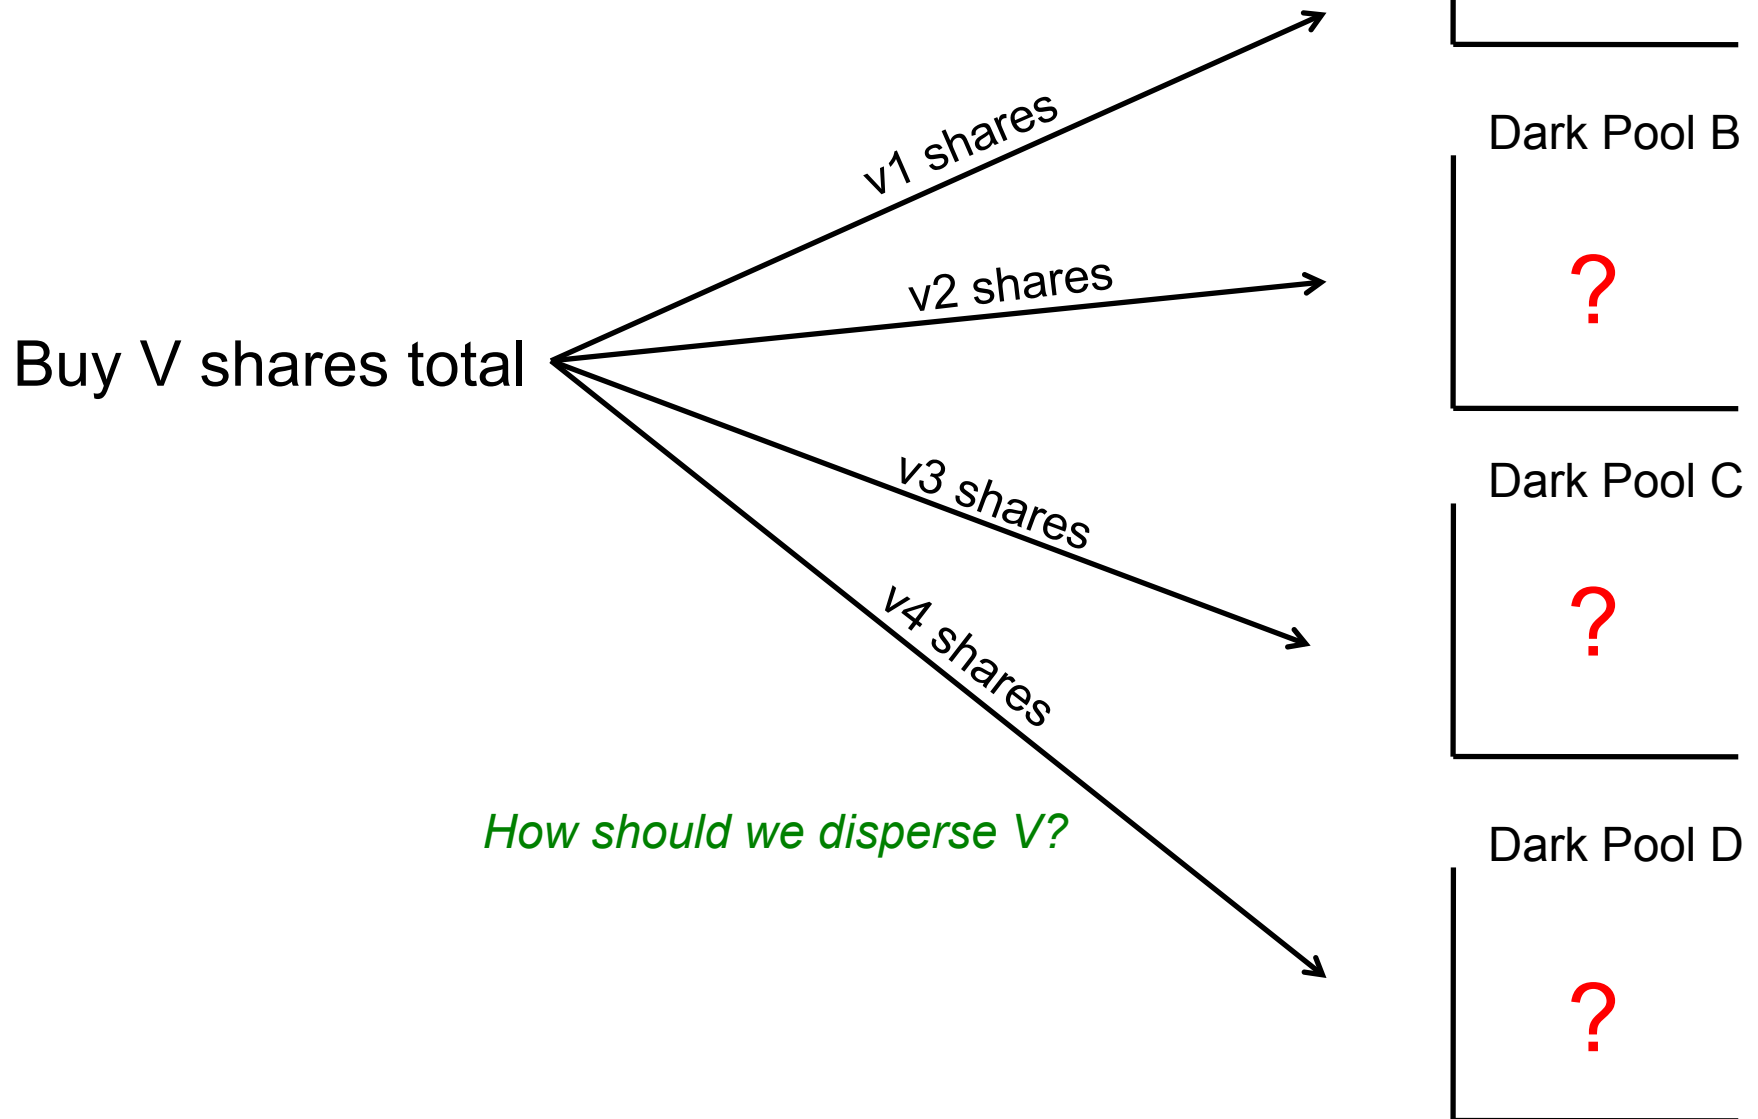 v1 shares
Dark Pool B
v2 shares
?
Buy V shares total
v3 shares
Dark Pool C
v4 shares
?
How should we disperse V?
Dark Pool D
?